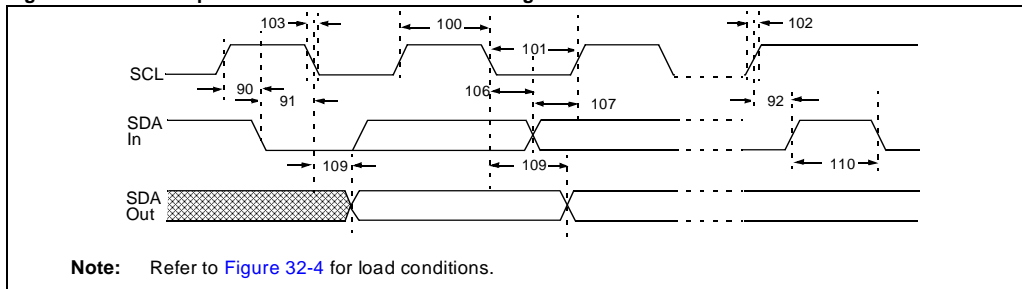 103
100
101
102
SCL
90
91
106
107
92
SDA
In
109
109
110
SDA
Out
Note: Refer to Figure 32-4 for load conditions.